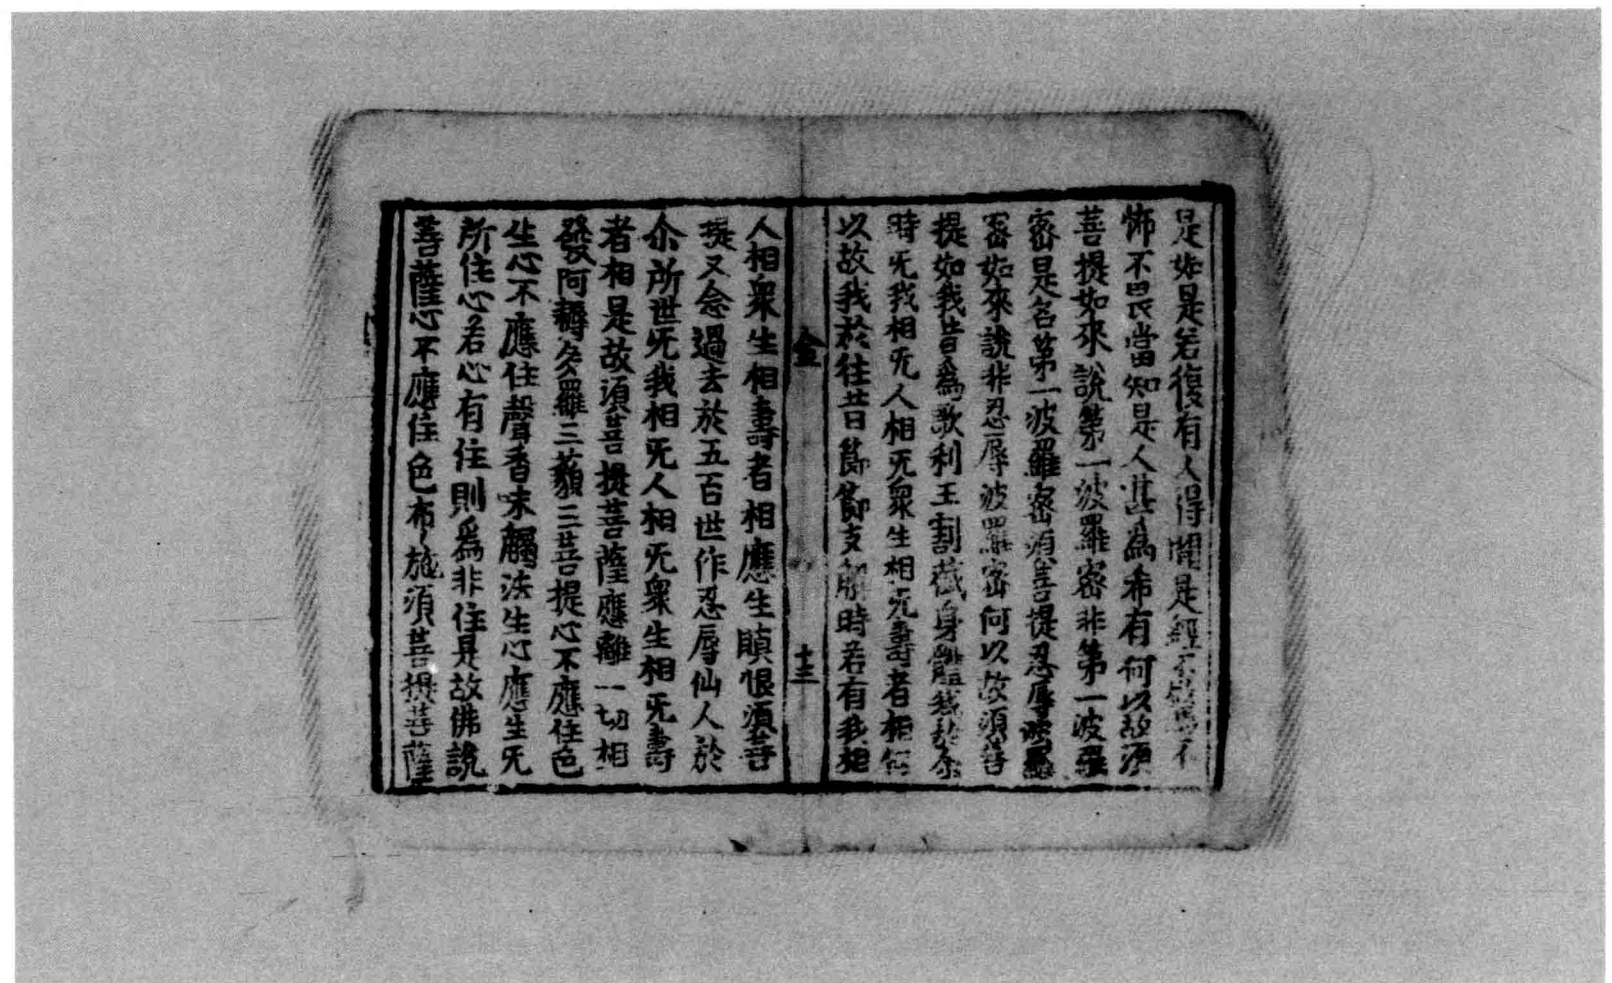 是如是若復有人得聞是經不驚不
怖不畏當知是人甚為希有何以故須
菩提如來說第一波羅密非第一波羅
密是名第一波羅密須菩提忍辱波羅
密如來說非忍辱波羅密何以故須菩
提如我昔為歌利王割截身體我於尒
時无我相无人相无衆生相无壽者相何
以故我於往昔節節支解時若有我相
金
十三
人相衆生相壽者相應生瞋恨須菩
提又念過去於五百世作忍辱仙人於
尒所世无我相无人相无衆生相无壽
者相是故須菩提菩薩應離一切相
發阿耨多羅三藐三菩提心不應住色
生心不應住聲香味觸法生心應生无
所住心若心有住則為非住是故佛說
菩薩心不應住色布施須菩提菩薩